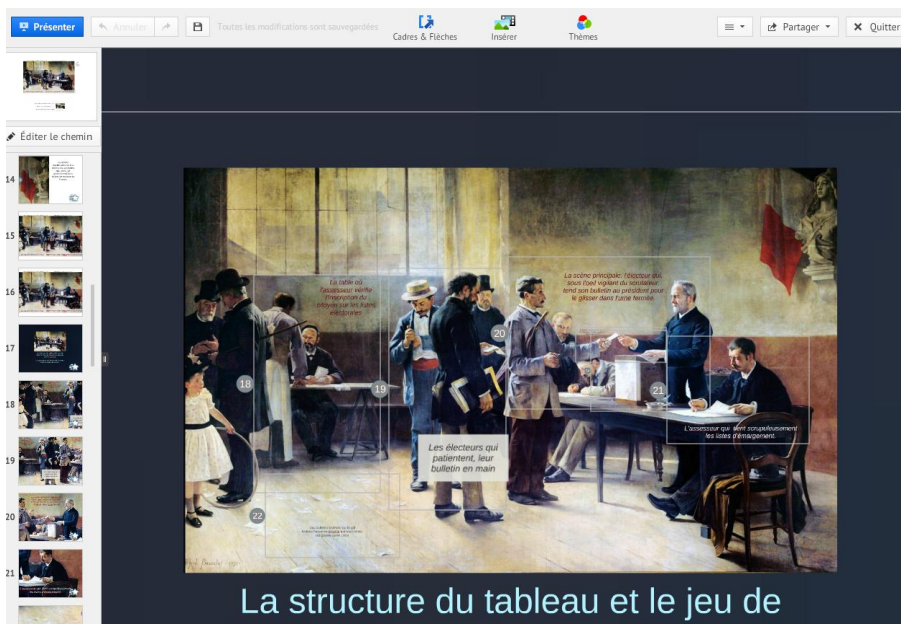 Présenter
Annuler
Toutes les modifications sont sauvegardées
Cadres & Flèches
Insérer
Thèmes
Partager
Quitter
Éditer le chemin
14
15
16
17
18
19
20
21
La table où
l'assesseur vérifie
l'inscription du
citoyen sur les listes
électorales
La scène principale: l'électeur qui,
sous l'oeil vigilant du scrutateur
tend son bulletin au président pour
le glisser dans l'urne fermée.
20
18
19
21
L'assesseur qui tient scrupuleusement
les listes d'émargement.
Les électeurs qui
patientent, leur
bulletin en main
22
La structure du tableau et le jeu de